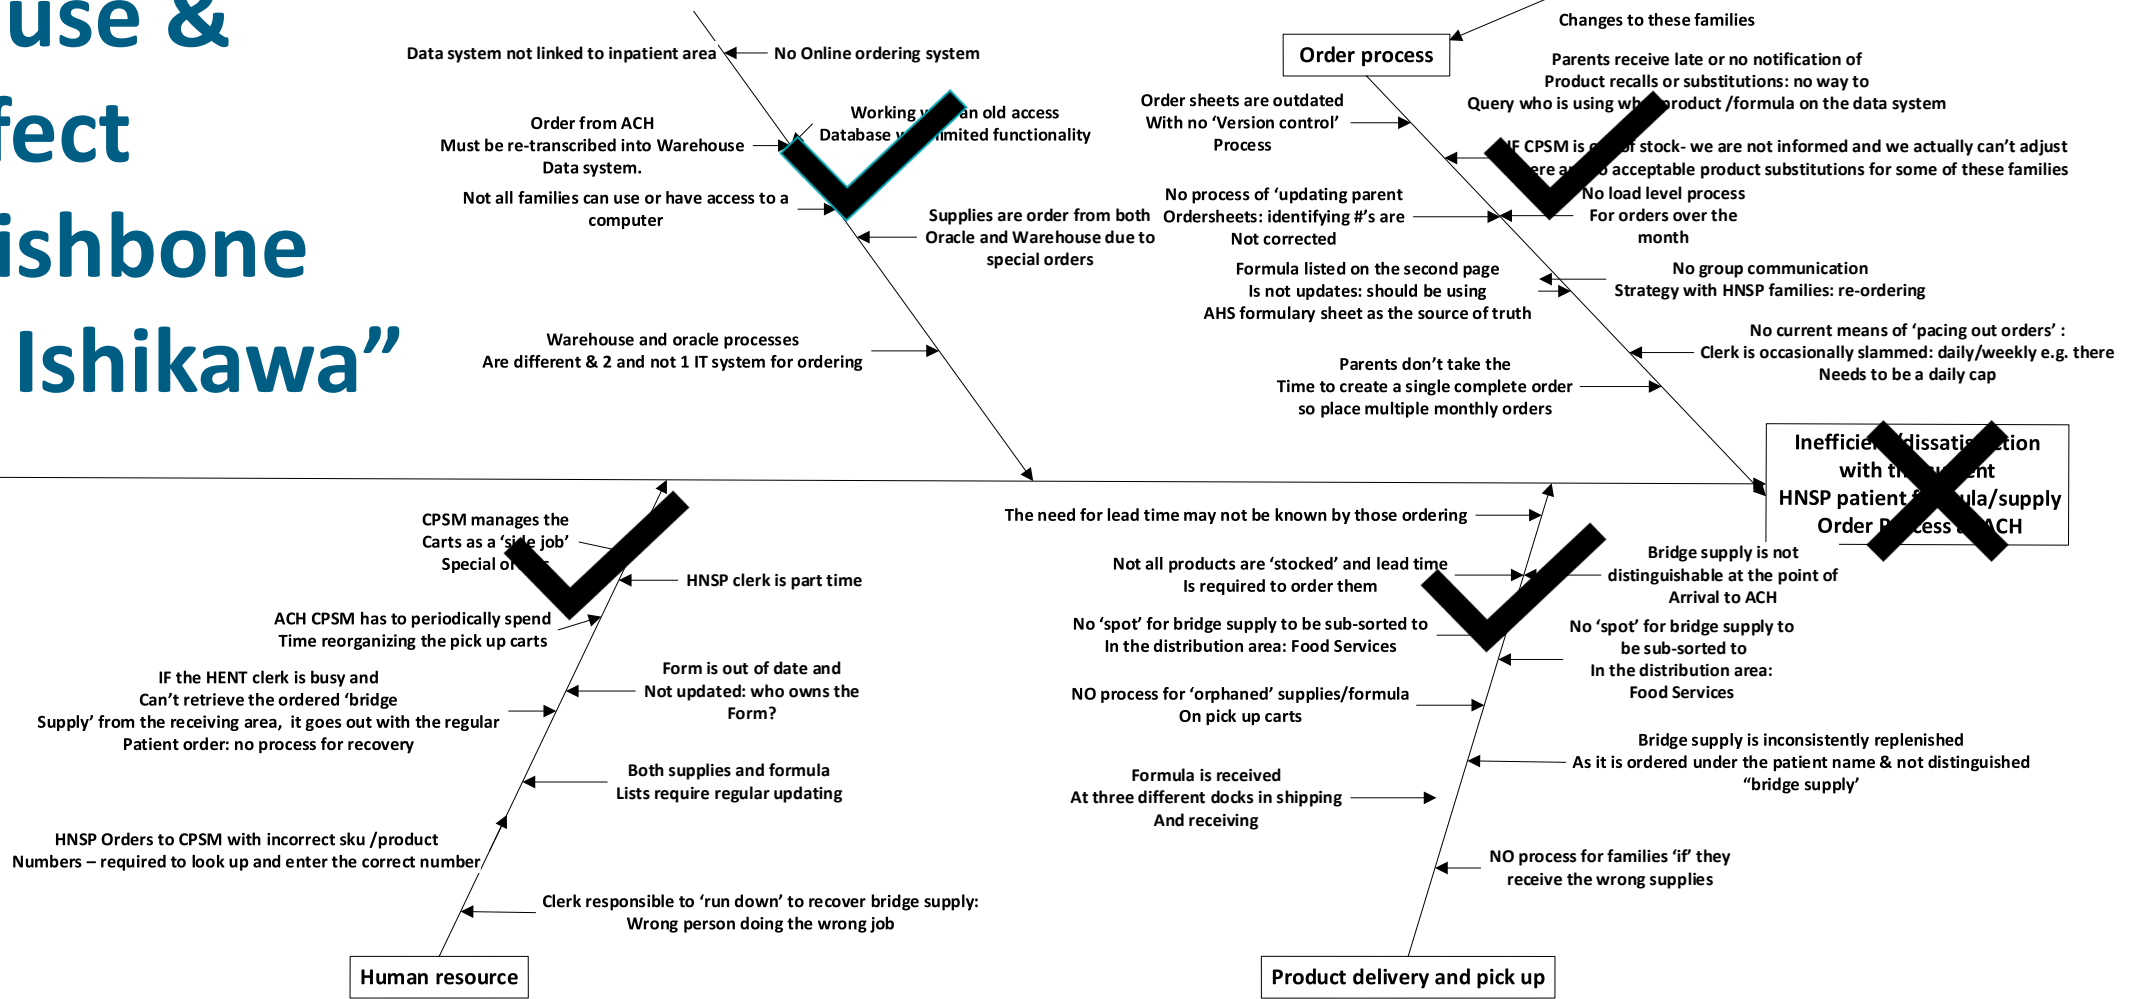 use &
fect
ishbone
Ishikawa”
Data system not linked to inpatient area
No Online ordering system
Order from ACH
Must be re-transcribed into Warehouse
Data system.
Working an old access
Database limited functionality
Not all families can use or have access to a
computer
Supplies are order from both
Oracle and Warehouse due to
special orders
Warehouse and oracle processes
Are different & 2 and not 1 IT system for ordering
Changes to these families
Order process
Parents receive late or no notification of
Product recalls or substitutions: no way to
Query who is using product /formula on the data system
Order sheets are outdated
With no ‘Version control’
Process
IF CPSM is of stock- we are not informed and we actually can’t adjust
acceptable product substitutions for some of these families
No process of ‘updating parent
Ordersheets: identifying #’s are
Not corrected
No load level process
For orders over the
month
Formula listed on the second page
Is not updates: should be using
AHS formulary sheet as the source of truth
No group communication
Strategy with HNSP families: re-ordering
No current means of ‘pacing out orders’ :
Clerk is occasionally slammed: daily/weekly e.g. there
Needs to be a daily cap
Parents don’t take the
Time to create a single complete order
so place multiple monthly orders
with
HNSP patient /supply
Order ACH
CPSM manages the
Carts as a ‘side job’
Special
HNSP clerk is part time
ACH CPSM has to periodically spend
Time reorganizing the pick up carts
IF the HENT clerk is busy and
Can’t retrieve the ordered ‘bridge
Supply’ from the receiving area, it goes out with the regular
Patient order: no process for recovery
Form is out of date and
Not updated: who owns the
Form?
Both supplies and formula
Lists require regular updating
HNSP Orders to CPSM with incorrect sku /product
Numbers – required to look up and enter the correct number
Clerk responsible to ‘run down’ to recover bridge supply:
Wrong person doing the wrong job
Human resource
The need for lead time may not be known by those ordering
Not all products are ‘stocked’ and lead time
Is required to order them
Bridge supply is not
distinguishable at the point of
Arrival to ACH
No ‘spot’ for bridge supply to be sub-sorted to
In the distribution area: Food Services
No ‘spot’ for bridge supply to
be sub-sorted to
In the distribution area:
Food Services
NO process for ‘orphaned’ supplies/formula
On pick up carts
Bridge supply is inconsistently replenished
As it is ordered under the patient name & not distinguished
“bridge supply’
Formula is received
At three different docks in shipping
And receiving
NO process for families ‘if’ they
receive the wrong supplies
Product delivery and pick up